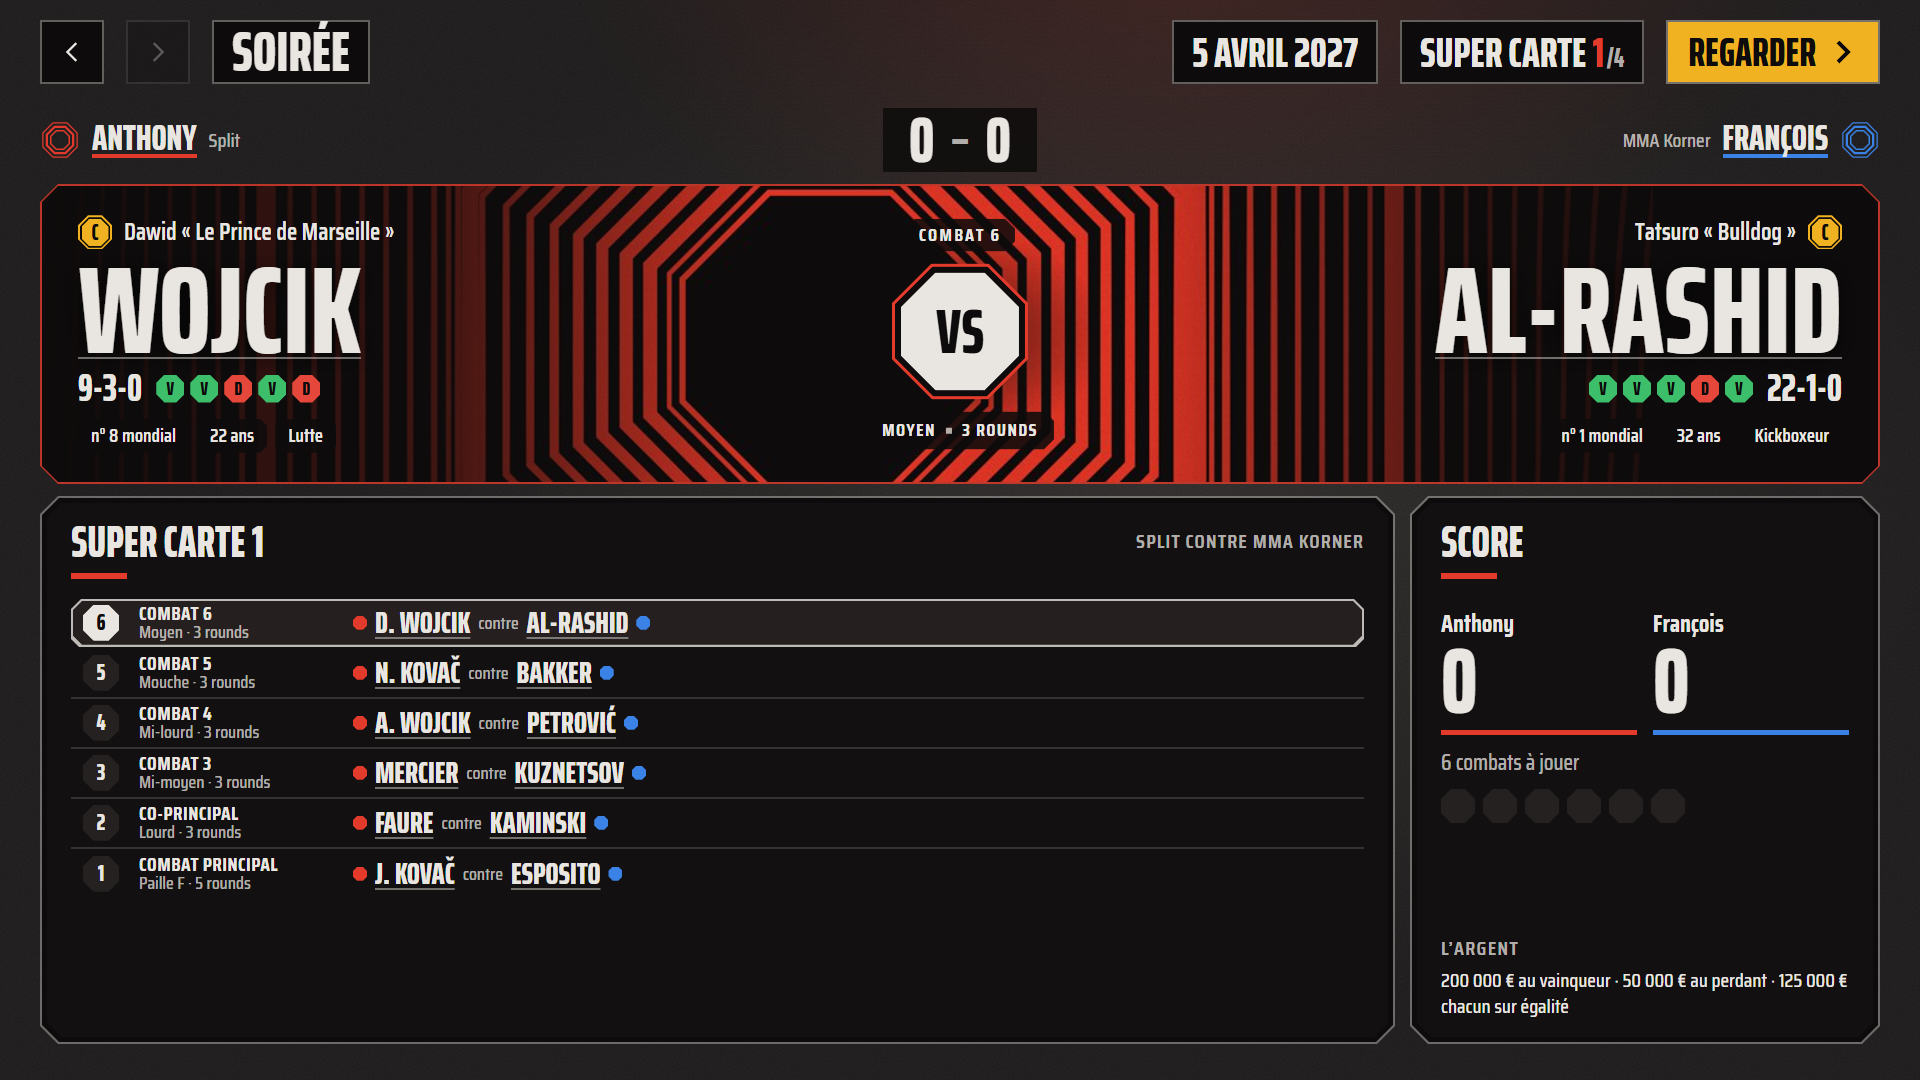 SOIRÉE
5 AVRIL 2027
SUPER CARTE 1/4
REGARDER
ANTHONY Split
0 - 0
MMA Korner FRANÇOIS
C Dawid « Le Prince de Marseille »
WOJCIK
9-3-0 V V D V D
n° 8 mondial 22 ans Lutte
COMBAT 6
VS
MOYEN ▪ 3 ROUNDS
Tatsuro « Bulldog » C
AL-RASHID
V V V D V 22-1-0
n° 1 mondial 32 ans Kickboxeur
SUPER CARTE 1
SPLIT CONTRE MMA KORNER
6 COMBAT 6
Moyen · 3 rounds
D. WOJCIK contre AL-RASHID
5 COMBAT 5
Mouche · 3 rounds
N. KOVAČ contre BAKKER
4 COMBAT 4
Mi-lourd · 3 rounds
A. WOJCIK contre PETROVIĆ
3 COMBAT 3
Mi-moyen · 3 rounds
MERCIER contre KUZNETSOV
2 CO-PRINCIPAL
Lourd · 3 rounds
FAURE contre KAMINSKI
1 COMBAT PRINCIPAL
Paille F · 5 rounds
J. KOVAČ contre ESPOSITO
SCORE
Anthony François
0 0
6 combats à jouer
L'ARGENT
200 000 € au vainqueur · 50 000 € au perdant · 125 000 €
chacun sur égalité